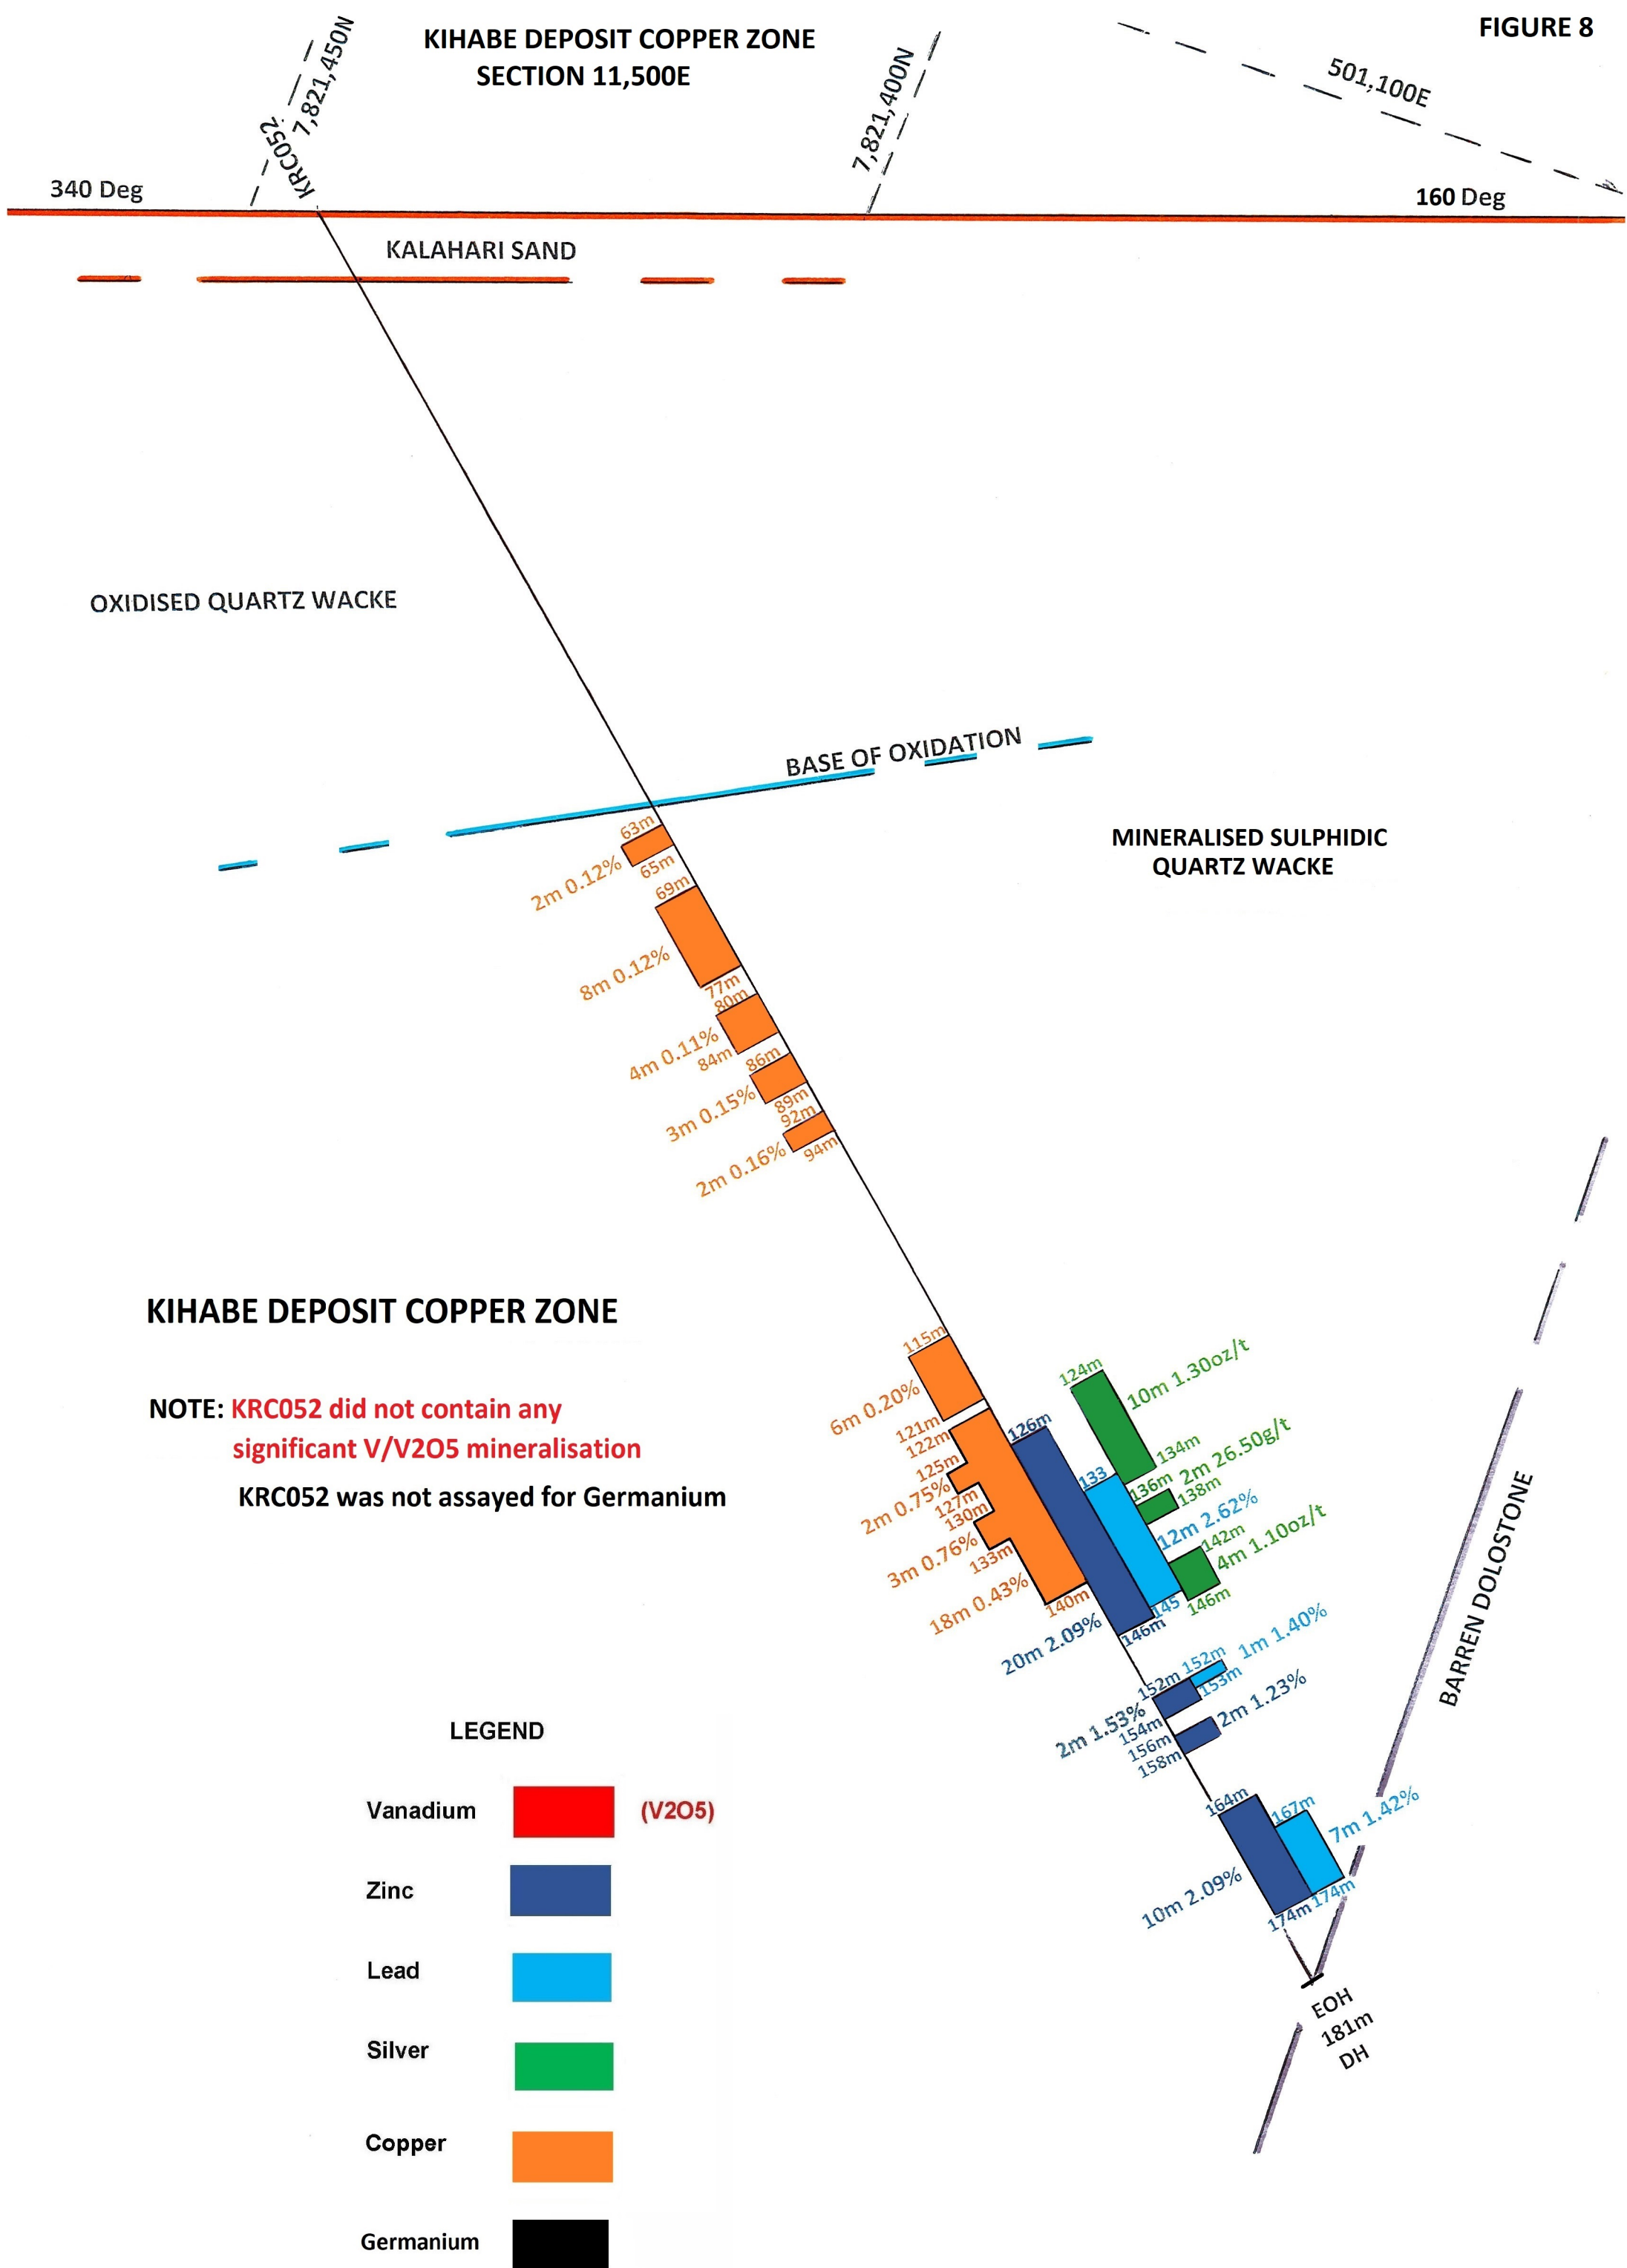 FIGURE 8
KIHABE DEPOSIT COPPER ZONE
SECTION 11,500E
7,821,450N
KRC052
7,821,400N
501,100E
340 Deg
160 Deg
KALAHARI SAND
OXIDISED QUARTZ WACKE
BASE OF OXIDATION
MINERALISED SULPHIDIC
QUARTZ WACKE
63m
2m 0.12%
65m
69m
8m 0.12%
77m
80m
4m 0.11%
84m
86m
3m 0.15%
89m
92m
2m 0.16%
94m
KIHABE DEPOSIT COPPER ZONE
NOTE: KRC052 did not contain any
significant V/V2O5 mineralisation
KRC052 was not assayed for Germanium
115m
6m 0.20%
121m
122m
125m
2m 0.75%
127m
130m
3m 0.76%
133m
18m 0.43%
140m
126m
20m 2.09%
146m
133
12m 2.62%
145
124m
10m 1.30oz/t
134m
136m
2m 26.50g/t
138m
142m
4m 1.10oz/t
146m
152m
152m
1m 1.40%
153m
2m 1.53%
154m
156m
2m 1.23%
158m
164m
10m 2.09%
174m
167m
7m 1.42%
174m
BARREN DOLOSTONE
EOH
181m
DH
LEGEND
Vanadium
(V2O5)
Zinc
Lead
Silver
Copper
Germanium